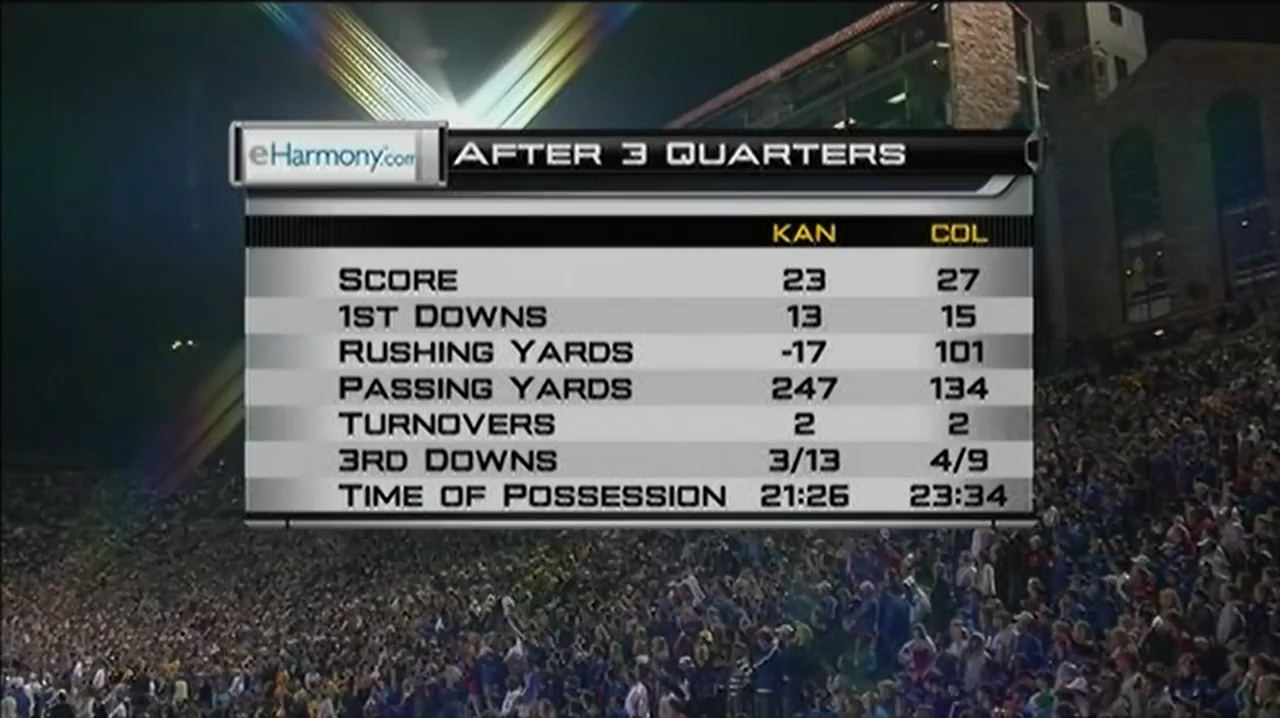 eHarmony.com AFTER 3 QUARTERS
KAN COL
SCORE 23 27
1ST DOWNS 13 15
RUSHING YARDS -17 101
PASSING YARDS 247 134
TURNOVERS 2 2
3RD DOWNS 3/13 4/9
TIME OF POSSESSION 21:26 23:34